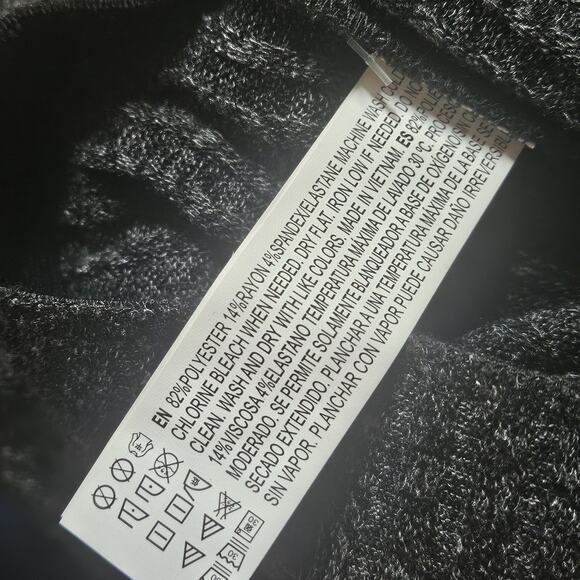 EN 82%POLYESTER 14%RAYON 4%SPANDEX/ELASTANE MACHINE WASH COLD
CHLORINE BLEACH WHEN NEEDED. DRY FLAT. IRON LOW IF NEEDED. DO NOT
CLEAN. WASH AND DRY WITH LIKE COLORS. MADE IN VIETNAM. ES 82%
14%VISCOSA 4%ELASTANO TEMPERATURA MÁXIMA DE LAVADO 30°C.
MODERADO. SE PERMITE SOLAMENTE BLANQUEADOR A BASE DE OXÍGENO
SECADO EXTENDIDO. PLANCHAR A UNA TEMPERATURA MÁXIMA DE LA BASE
SIN VAPOR. PLANCHAR CON VAPOR PUEDE CAUSAR DAÑO IRREVERSIBLE
30
30